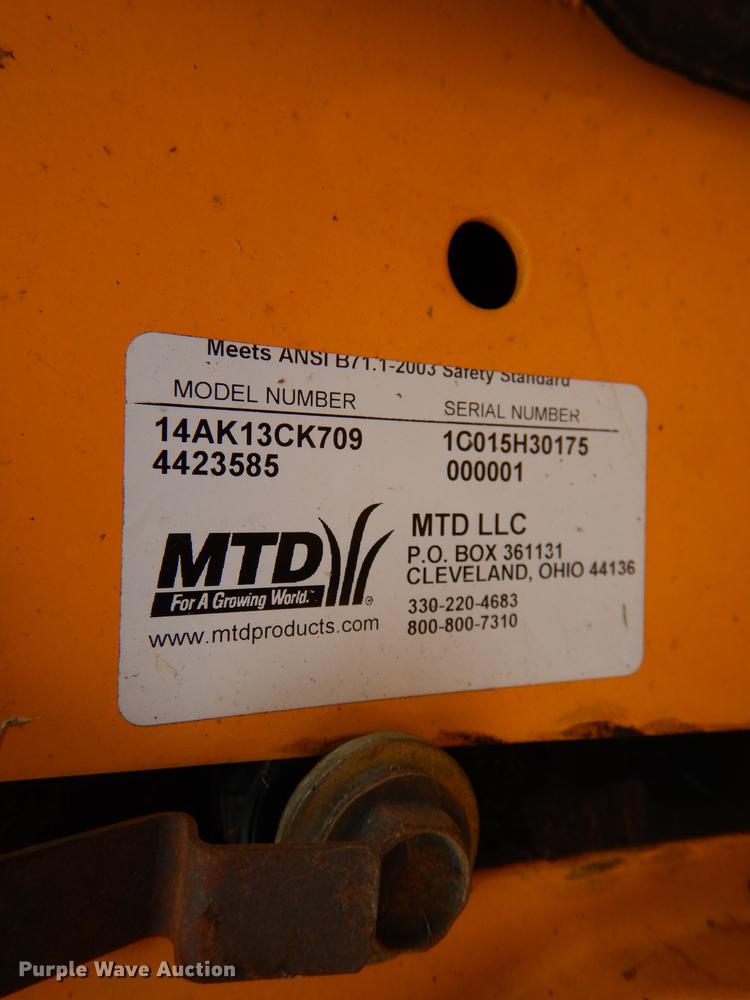 Meets ANSI B71.1-2003 Safety Standard
MODEL NUMBER SERIAL NUMBER
14AK13CK709 1C015H30175
4423585 000001
MTD
For A Growing World.™
®
www.mtdproducts.com
MTD LLC
P.O. BOX 361131
CLEVELAND, OHIO 44136
330-220-4683
800-800-7310
Purple Wave Auction